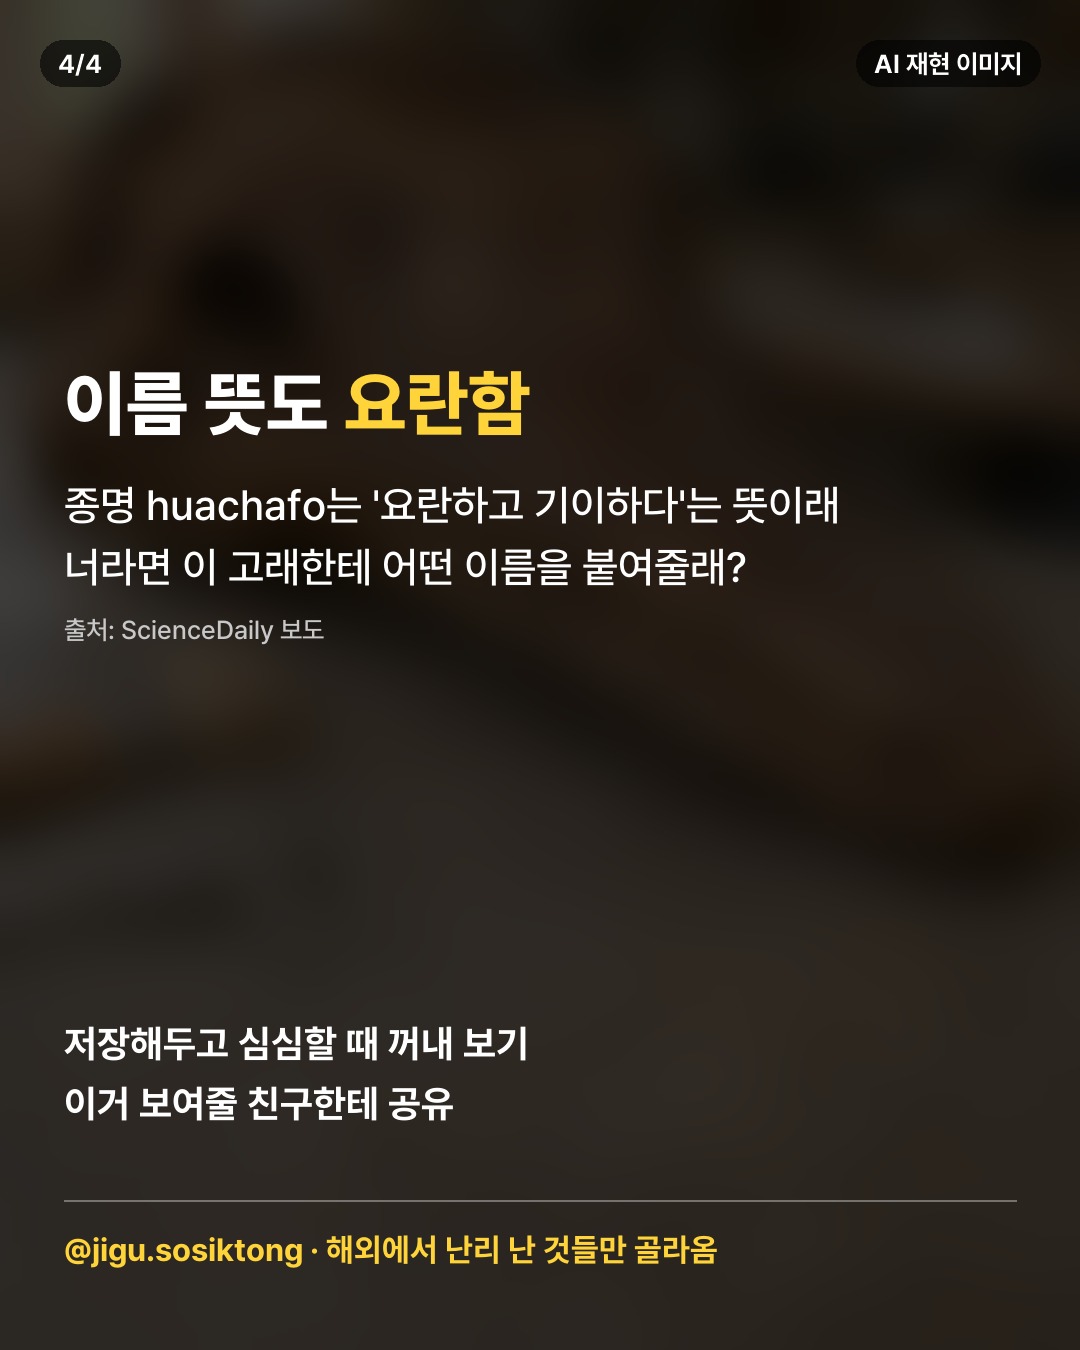 4/4
AI 재현 이미지
이름 뜻도 요란함
종명 huachafo는 '요란하고 기이하다'는 뜻이래
너라면 이 고래한테 어떤 이름을 붙여줄래?
출처: ScienceDaily 보도
저장해두고 심심할 때 꺼내 보기
이거 보여줄 친구한테 공유
@jigu.sosiktong · 해외에서 난리 난 것들만 골라옴